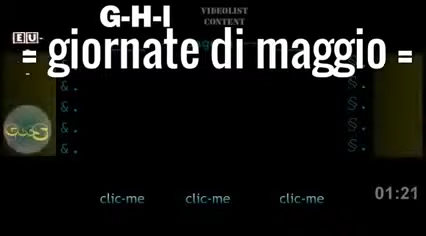 G-H-I
VIDEOLIST
CONTENT
EU-
= giornate di maggio =
-
& . § .
& . § .
& . § .
& . § .
clic-me clic-me clic-me
01:21